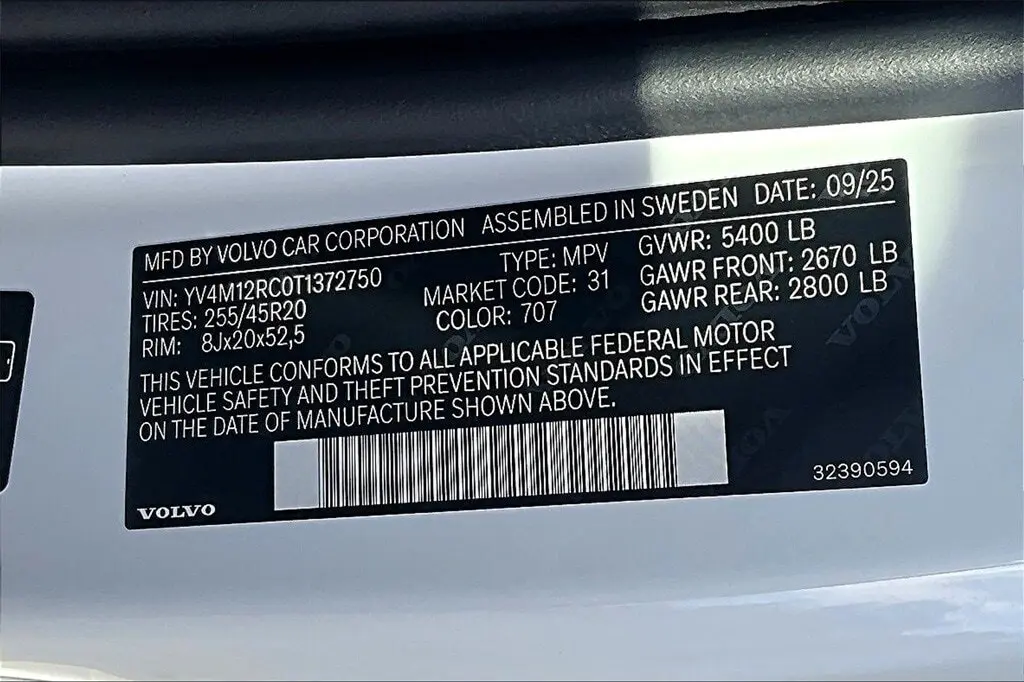 MFD BY VOLVO CAR CORPORATION ASSEMBLED IN SWEDEN DATE: 09/25
VIN: YV4M12RC0T1372750 TYPE: MPV GVWR: 5400 LB
TIRES: 255/45R20 MARKET CODE: 31 GAWR FRONT: 2670 LB
RIM: 8Jx20x52,5 COLOR: 707 GAWR REAR: 2800 LB
THIS VEHICLE CONFORMS TO ALL APPLICABLE FEDERAL MOTOR
VEHICLE SAFETY AND THEFT PREVENTION STANDARDS IN EFFECT
ON THE DATE OF MANUFACTURE SHOWN ABOVE.
VOLVO 32390594